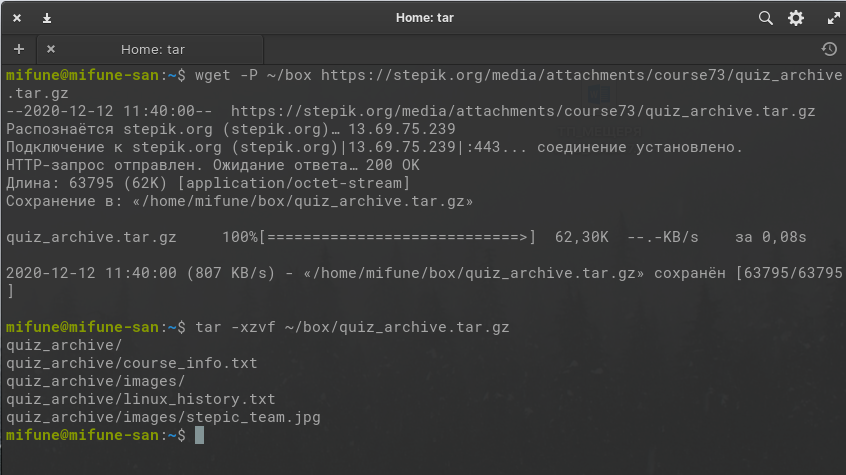 Home: tar
Home: tar
mifune@mifune-san:~$ wget -P ~/box https://stepik.org/media/attachments/course73/quiz_archive
.tar.gz
--2020-12-12 11:40:00--  https://stepik.org/media/attachments/course73/quiz_archive.tar.gz
Распознаётся stepik.org (stepik.org)… 13.69.75.239
Подключение к stepik.org (stepik.org)|13.69.75.239|:443... соединение установлено.
HTTP-запрос отправлен. Ожидание ответа… 200 OK
Длина: 63795 (62K) [application/octet-stream]
Сохранение в: «/home/mifune/box/quiz_archive.tar.gz»
quiz_archive.tar.gz     100%[============================>]  62,30K  --.-KB/s    за 0,08s
2020-12-12 11:40:00 (807 KB/s) - «/home/mifune/box/quiz_archive.tar.gz» сохранён [63795/63795
]
mifune@mifune-san:~$ tar -xzvf ~/box/quiz_archive.tar.gz
quiz_archive/
quiz_archive/course_info.txt
quiz_archive/images/
quiz_archive/linux_history.txt
quiz_archive/images/stepic_team.jpg
mifune@mifune-san:~$